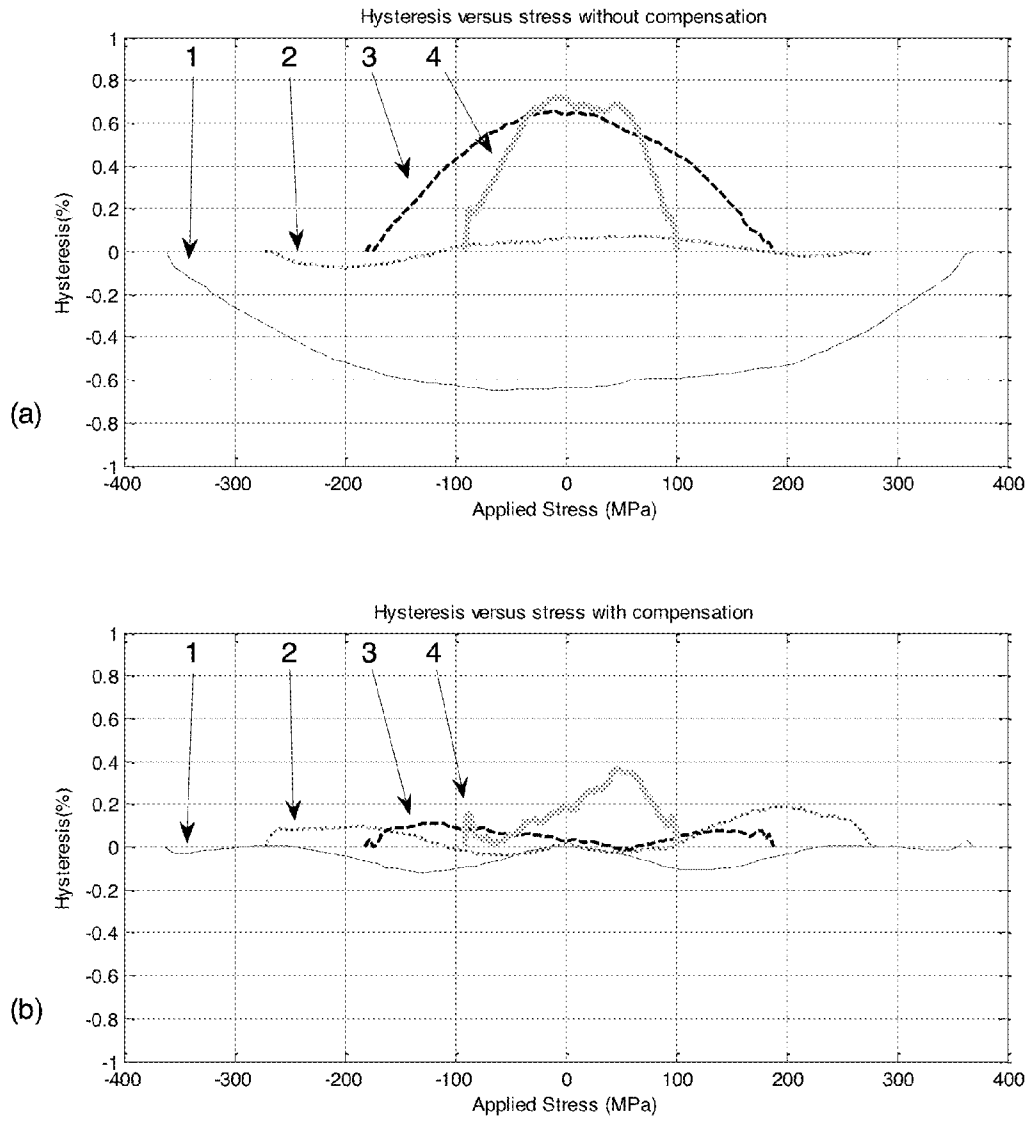 Hysteresis versus stress without compensation
1 2 3 4
1
0.8
0.6
0.4
0.2
0
-0.2
-0.4
-0.6
-0.8
-1
Hysteresis(%)
(a)
-400 -300 -200 -100 0 100 200 300 400
Applied Stress (MPa)
Hysteresis versus stress with compensation
1 2 3 4
1
0.8
0.6
0.4
0.2
0
-0.2
-0.4
-0.6
-0.8
-1
Hysteresis(%)
(b)
-400 -300 -200 -100 0 100 200 300 400
Applied Stress (MPa)